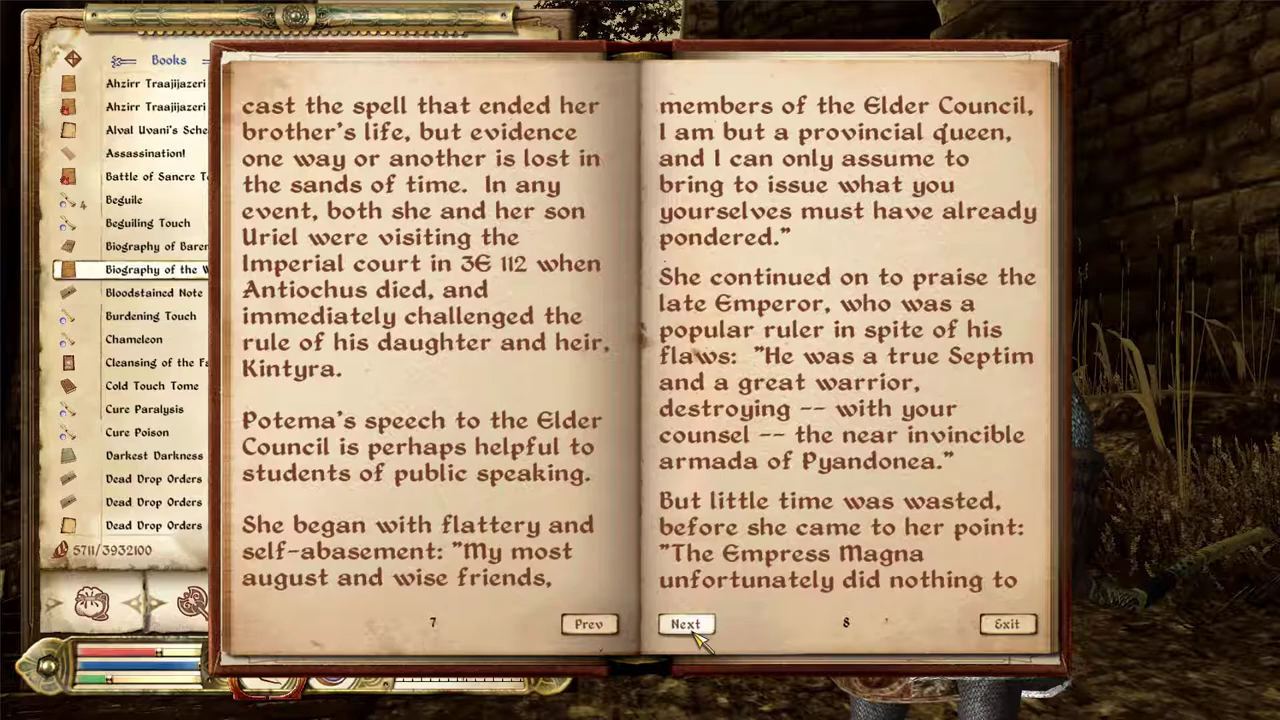 Books
Ahzirr Traajijazeri
Ahzirr Traajijazeri
Alval Uvani's Sche
Assassination!
Battle of Sancre T
4
Beguile
Beguiling Touch
Biography of Baren
Biography of the W
Bloodstained Note
Burdening Touch
Chameleon
Cleansing of the Fa
Cold Touch Tome
Cure Paralysis
Cure Poison
Darkest Darkness
Dead Drop Orders
Dead Drop Orders
Dead Drop Orders
5711/3932100
cast the spell that ended her
brother's life, but evidence
one way or another is lost in
the sands of time.  In any
event, both she and her son
Uriel were visiting the
Imperial court in 3E 112 when
Antiochus died, and
immediately challenged the
rule of his daughter and heir,
Kintyra.
Potema's speech to the Elder
Council is perhaps helpful to
students of public speaking.
She began with flattery and
self-abasement: "My most
august and wise friends,
7
Prev
members of the Elder Council,
I am but a provincial queen,
and I can only assume to
bring to issue what you
yourselves must have already
pondered."
She continued on to praise the
late Emperor, who was a
popular ruler in spite of his
flaws:  "He was a true Septim
and a great warrior,
destroying -- with your
counsel -- the near invincible
armada of Pyandonea."
But little time was wasted,
before she came to her point:
"The Empress Magna
unfortunately did nothing to
Next
8
Exit